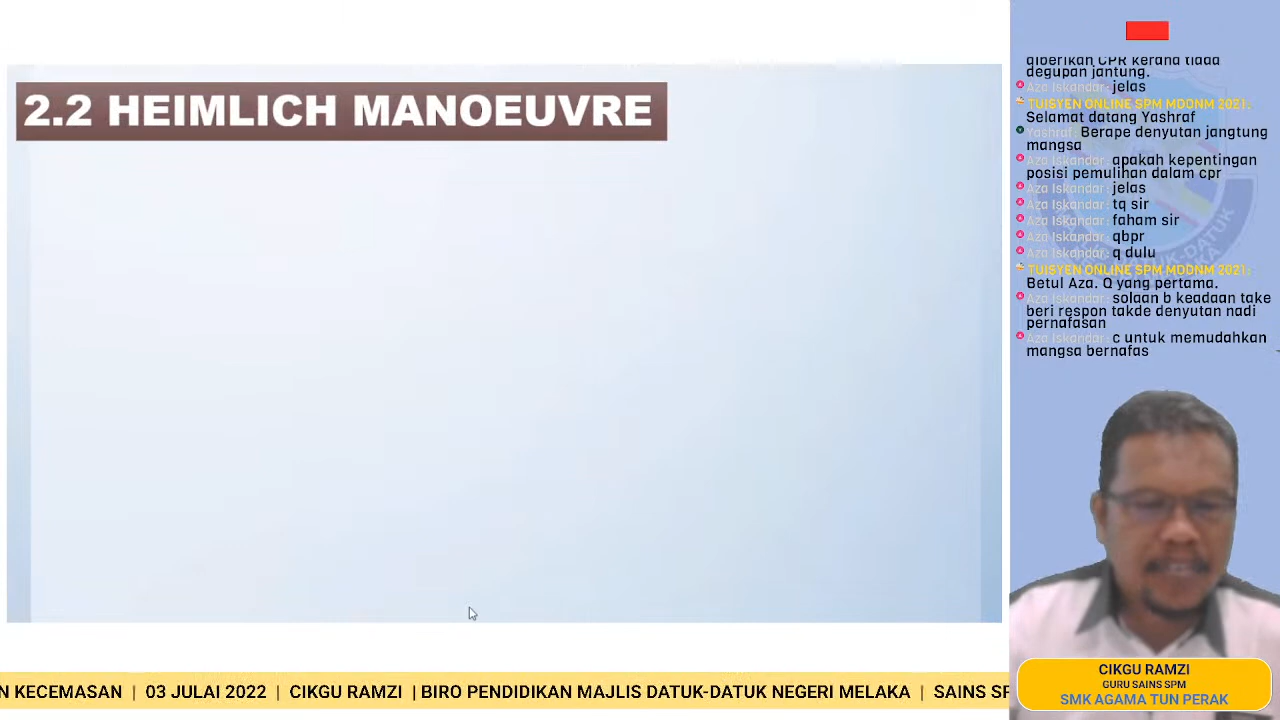 2.2 HEIMLICH MANOEUVRE
diberikan CPR kerana tiada
degupan jantung.
Aza Iskandar: jelas
TUISYEN ONLINE SPM MDDNM 2021:
Selamat datang Yashraf
Yashraf: Berape denyutan jangtung
mangsa
Aza Iskandar: apakah kepentingan
posisi pemulihan dalam cpr
Aza Iskandar: jelas
Aza Iskandar: tq sir
Aza Iskandar: faham sir
Aza Iskandar: qbpr
Aza Iskandar: q dulu
TUISYEN ONLINE SPM MDDNM 2021:
Betul Aza. Q yang pertama.
Aza Iskandar: solaan b keadaan take
beri respon takde denyutan nadi
pernafasan
Aza Iskandar: c untuk memudahkan
mangsa bernafas
CIKGU RAMZI
GURU SAINS SPM
SMK AGAMA TUN PERAK
N KECEMASAN | 03 JULAI 2022 | CIKGU RAMZI | BIRO PENDIDIKAN MAJLIS DATUK-DATUK NEGERI MELAKA | SAINS SP